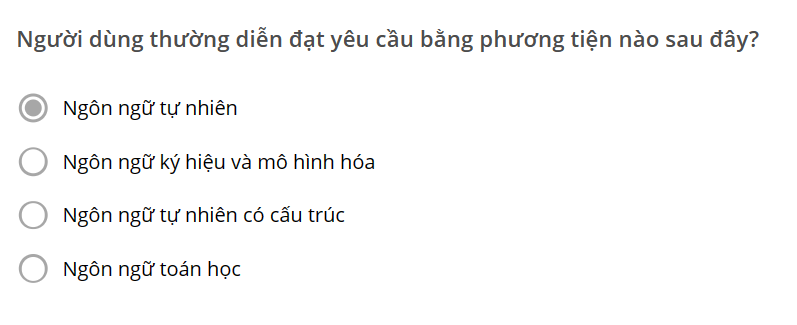 Người dùng thường diễn đạt yêu cầu bằng phương tiện nào sau đây?
Ngôn ngữ tự nhiên
Ngôn ngữ ký hiệu và mô hình hóa
Ngôn ngữ tự nhiên có cấu trúc
Ngôn ngữ toán học